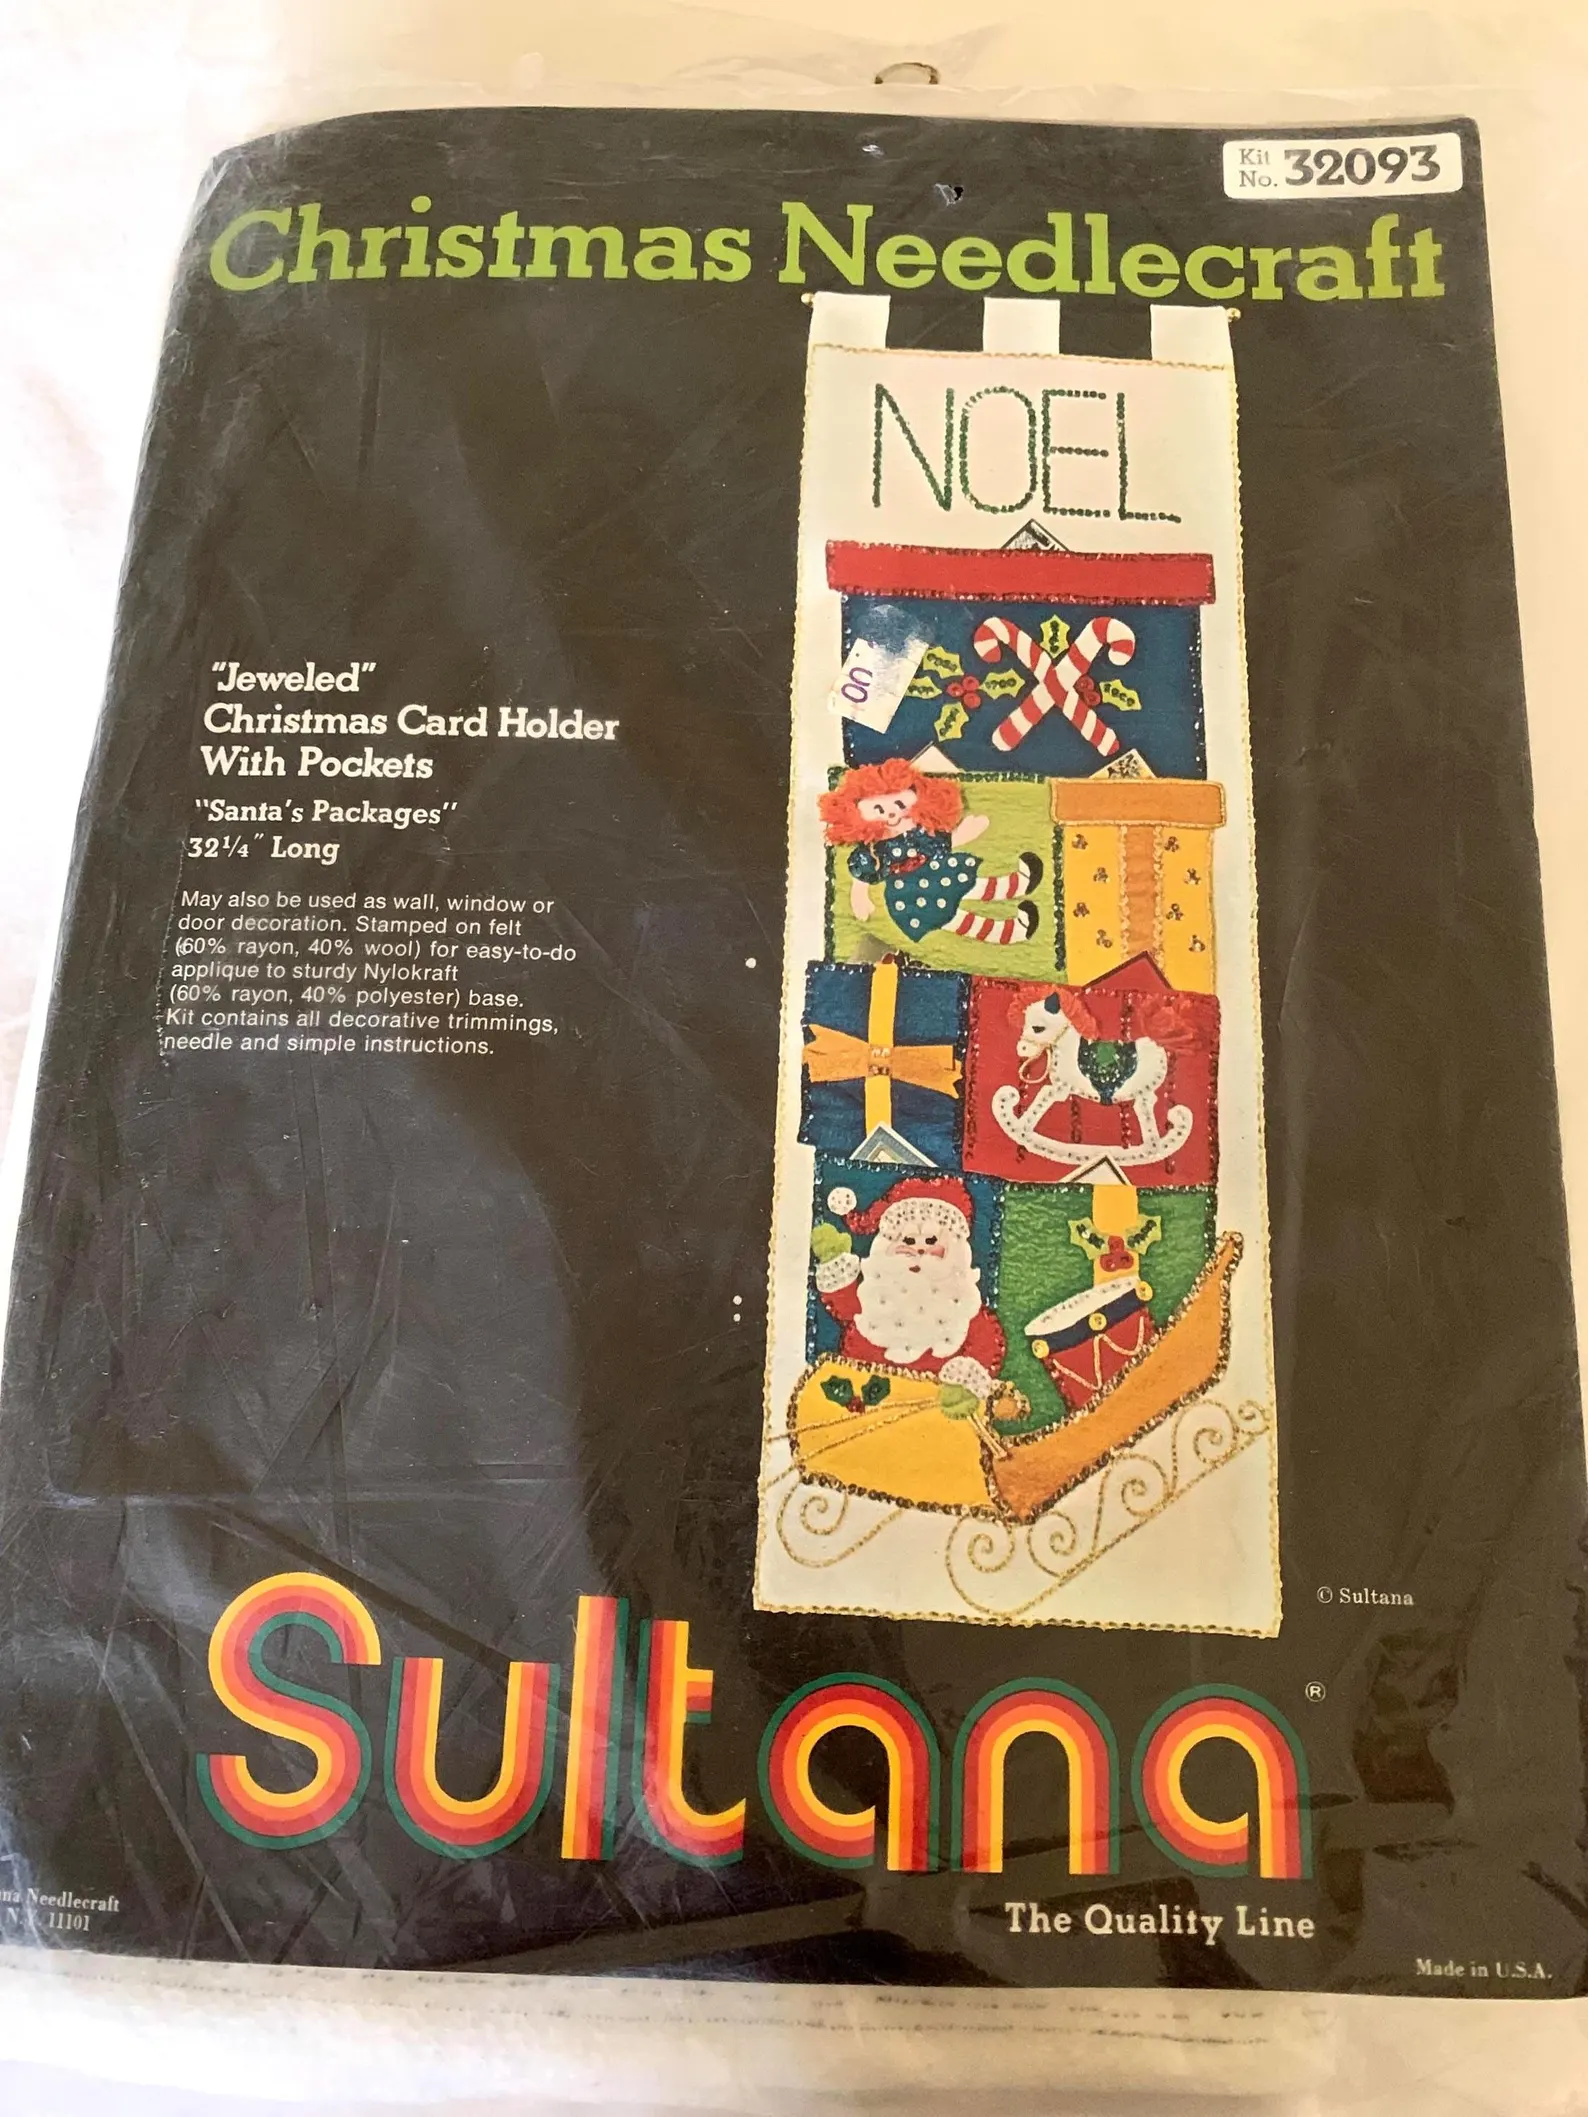 Kit No. 32093
Christmas Needlecraft
NOEL
"Jeweled"
Christmas Card Holder
With Pockets
"Santa's Packages"
32¼" Long
May also be used as wall, window or
door decoration. Stamped on felt
(60% rayon, 40% wool) for easy-to-do
applique to sturdy Nylokraft
(60% rayon, 40% polyester) base.
Kit contains all decorative trimmings,
needle and simple instructions.
00
© Sultana
Sultana®
The Quality Line
Needlecraft
N.Y. 11101
Made in U.S.A.